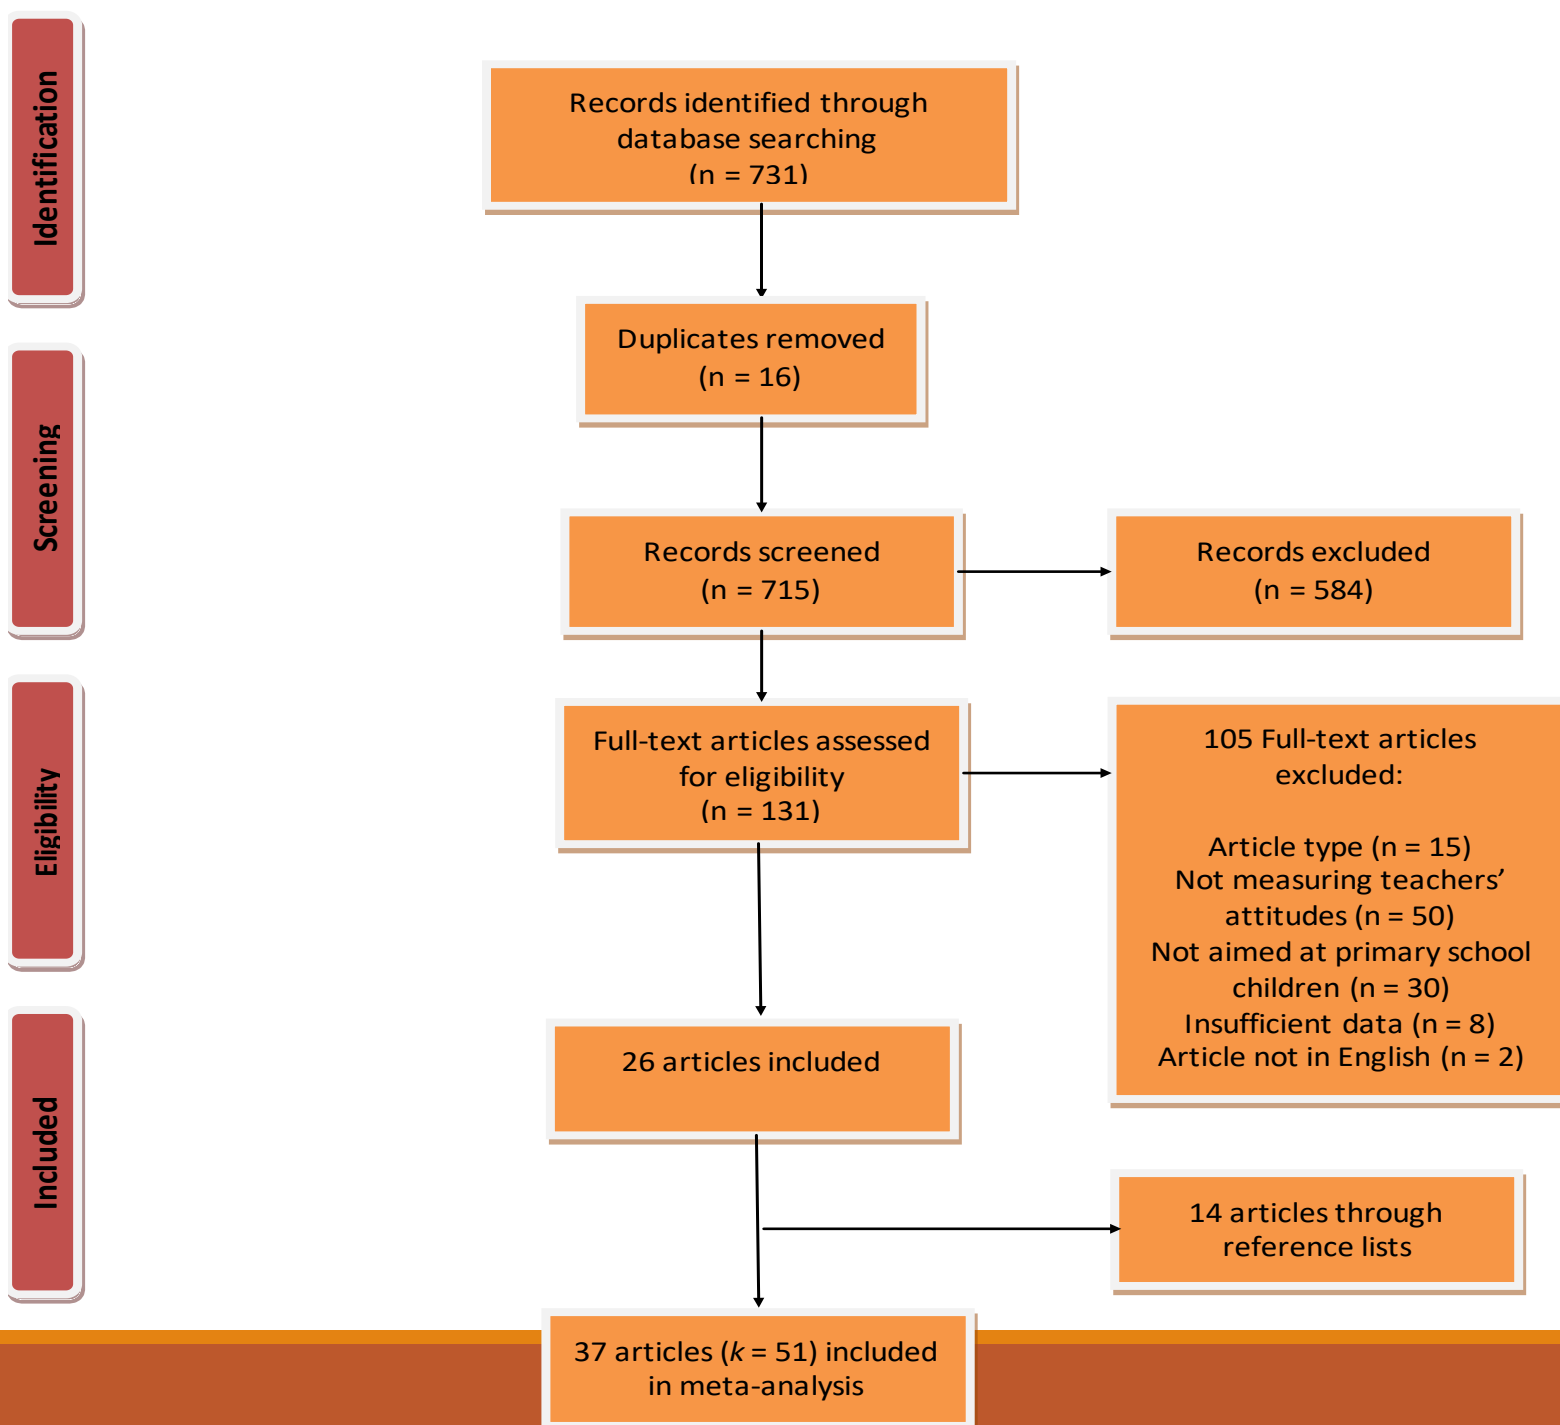 Identification
Records identified through
database searching
(n = 731)
Duplicates removed
(n = 16)
Screening
Records screened
(n = 715)
Records excluded
(n = 584)
Eligibility
Full-text articles assessed
for eligibility
(n = 131)
105 Full-text articles
excluded:
Article type (n = 15)
Not measuring teachers’
attitudes (n = 50)
Not aimed at primary school
children (n = 30)
Insufficient data (n = 8)
Article not in English (n = 2)
Included
26 articles included
14 articles through
reference lists
37 articles (k = 51) included
in meta-analysis